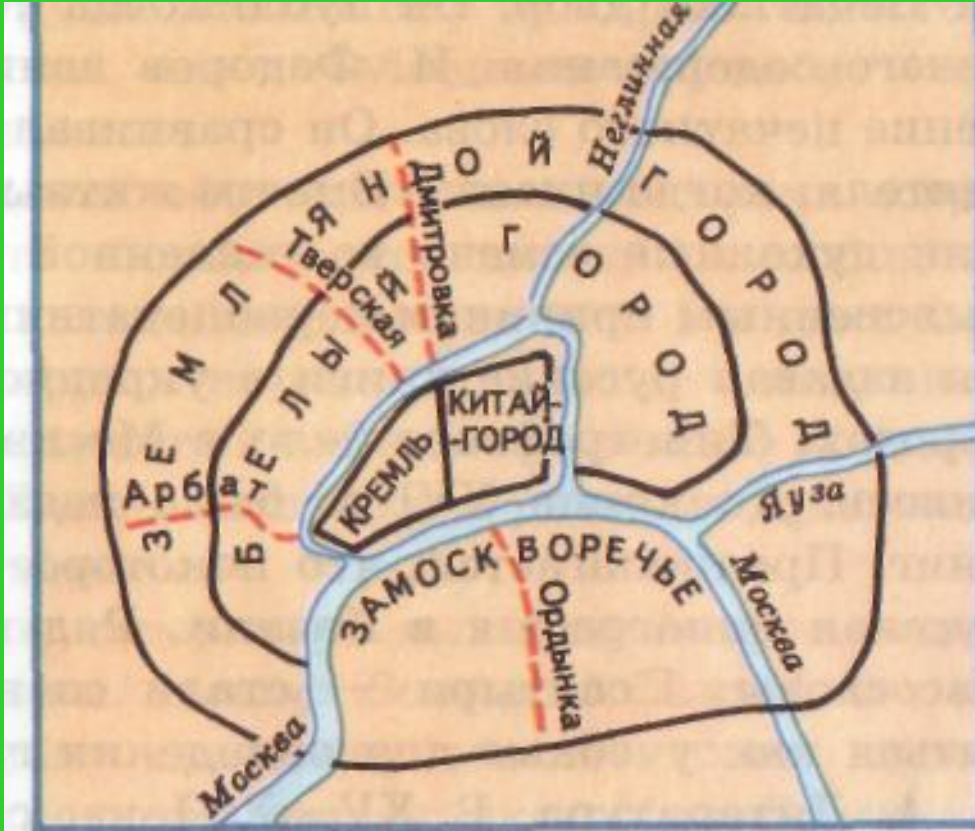 Неглинная
ЗЕМЛЯНОЙ ГОРОД
Дмитровка
Тверская
БЕЛЫЙ ГОРОД
КИТАЙ-
-ГОРОД
КРЕМЛЬ
Арбат
Яуза
ЗАМОСКВОРЕЧЬЕ
Ордынка
Москва
Москва